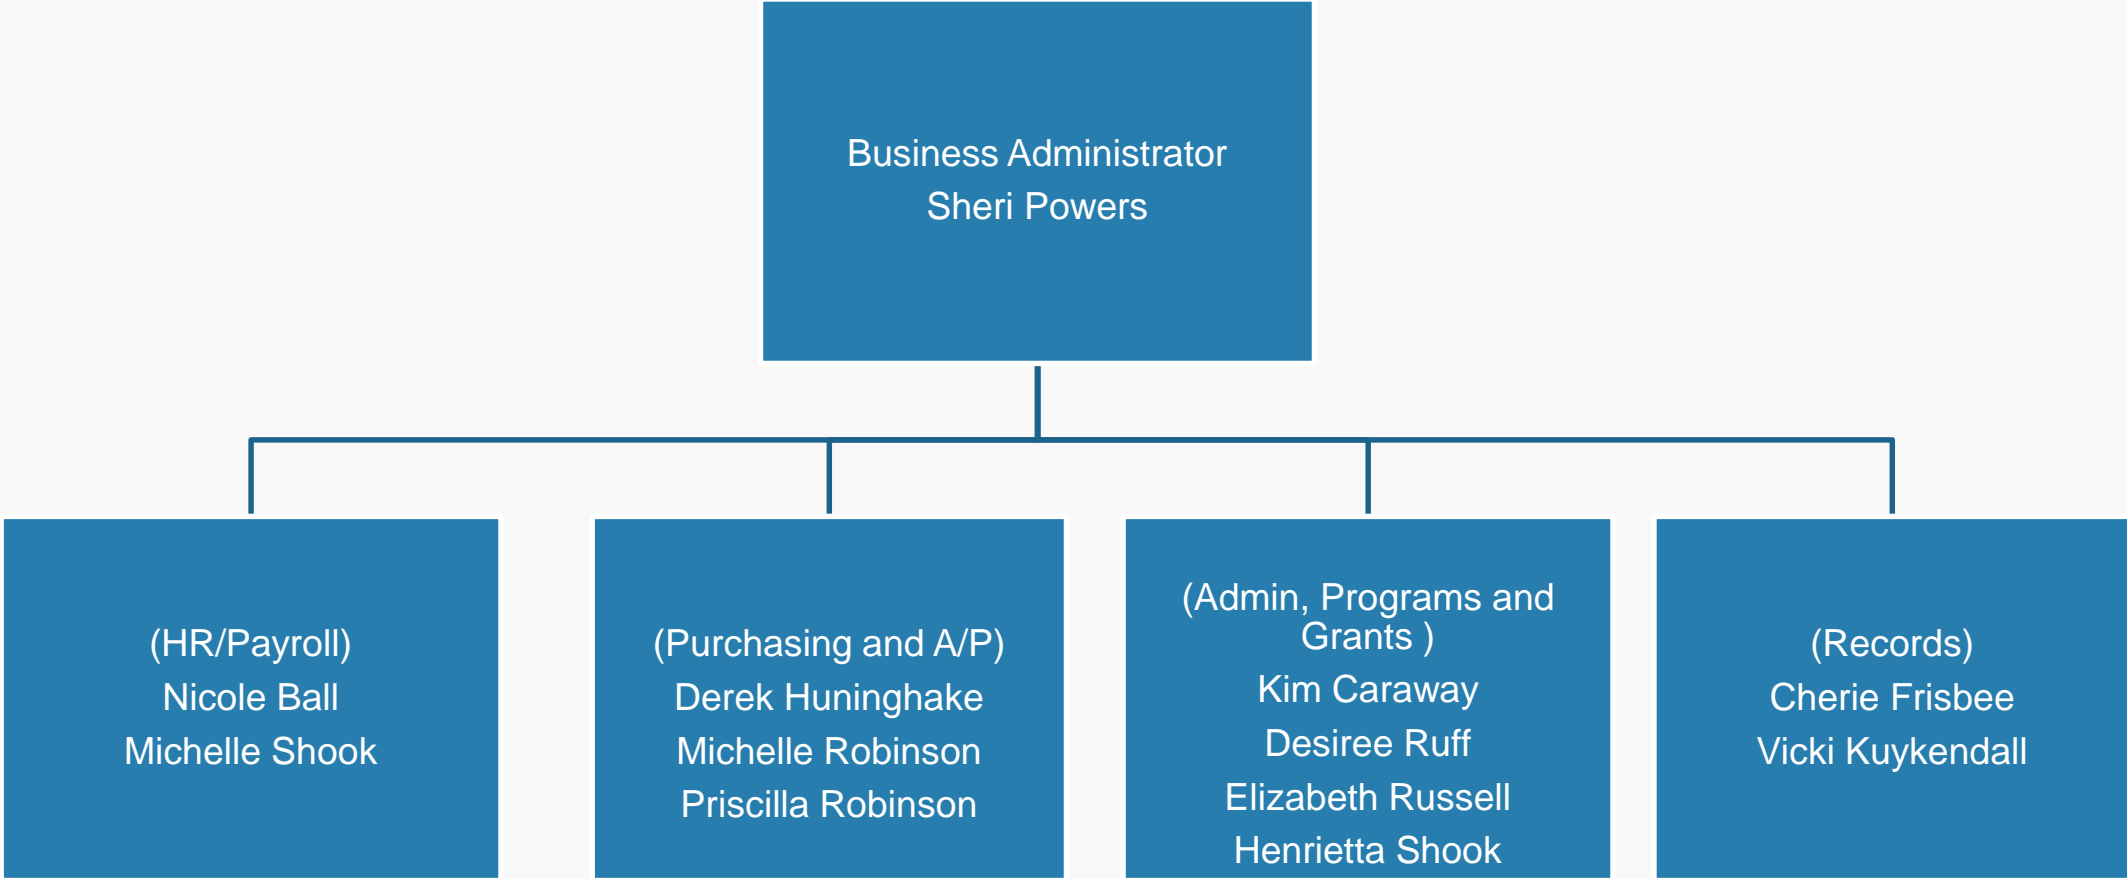 Business Administrator
Sheri Powers
(HR/Payroll)
Nicole Ball
Michelle Shook
(Purchasing and A/P)
Derek Huninghake
Michelle Robinson
Priscilla Robinson
(Admin, Programs and
Grants )
Kim Caraway
Desiree Ruff
Elizabeth Russell
Henrietta Shook
(Records)
Cherie Frisbee
Vicki Kuykendall